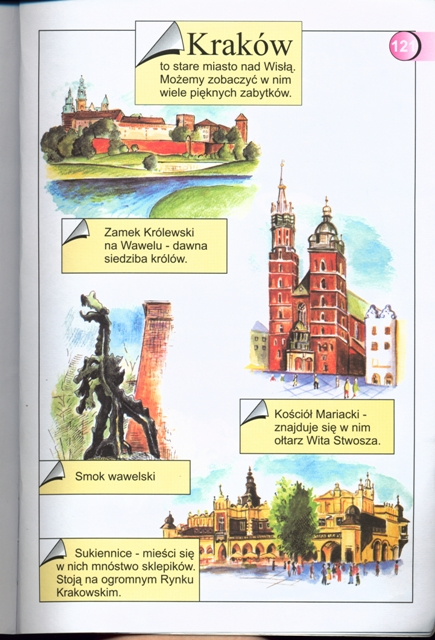 Kraków
12
to stare miasto nad Wisłą.
Możemy zobaczyć w nim
wiele pięknych zabytków.
Zamek Królewski
na Wawelu - dawna
siedziba królów.
Kościół Mariacki -
znajduje się w nim
ołtarz Wita Stwosza.
Smok wawelski
Sukiennice - mieści się
w nich mnóstwo sklepików.
Stoją na ogromnym Rynku
Krakowskim.